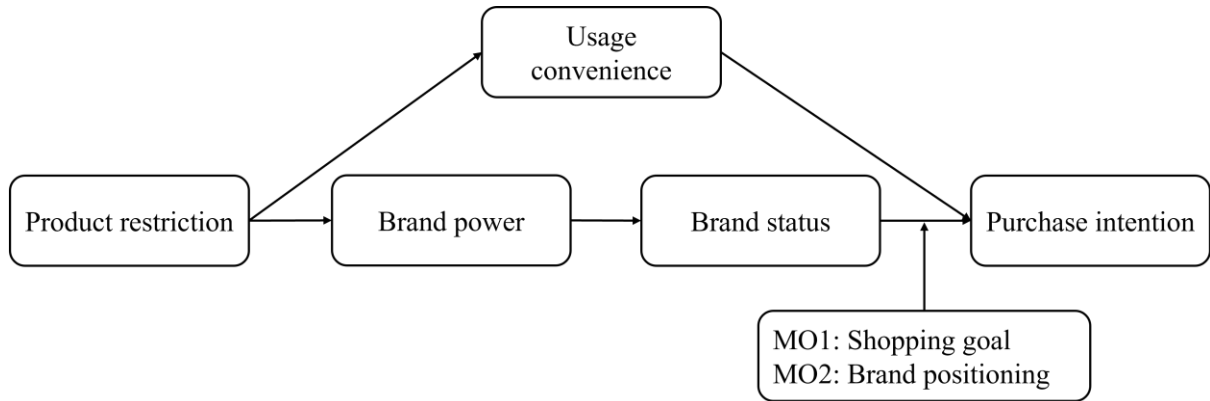 Usage
convenience
Product restriction
Brand power
Brand status
Purchase intention
MO1: Shopping goal
MO2: Brand positioning